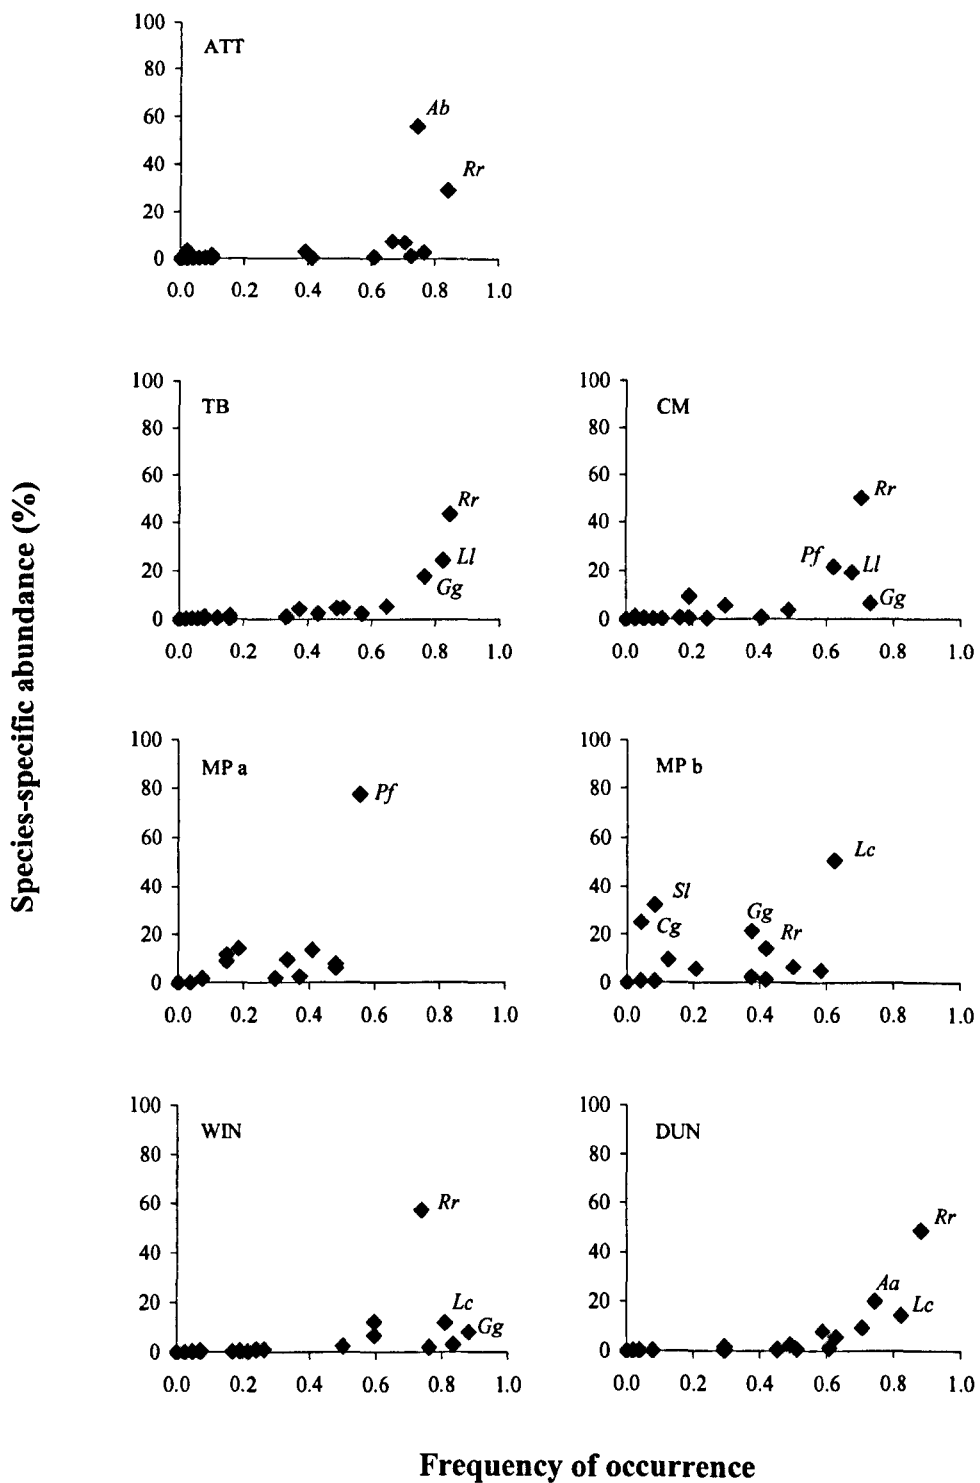 Species-specific abundance (%)
ATT
100
80
60
40
20
0
Ab
Rr
0.0 0.2 0.4 0.6 0.8 1.0
TB
100
80
60
40
20
0
Rr
Ll
Gg
0.0 0.2 0.4 0.6 0.8 1.0
CM
100
80
60
40
20
0
Rr
Pf Ll
Gg
0.0 0.2 0.4 0.6 0.8 1.0
MP a
100
80
60
40
20
0
Pf
0.0 0.2 0.4 0.6 0.8 1.0
MP b
100
80
60
40
20
0
Lc
Sl
Cg
Gg
Rr
0.0 0.2 0.4 0.6 0.8 1.0
WIN
100
80
60
40
20
0
Rr
Lc
Gg
0.0 0.2 0.4 0.6 0.8 1.0
DUN
100
80
60
40
20
0
Rr
Aa
Lc
0.0 0.2 0.4 0.6 0.8 1.0
Frequency of occurrence